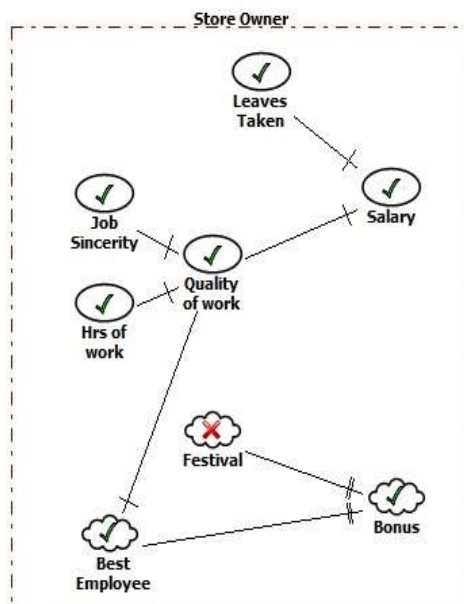 Store Owner
Leaves
Taken
Salary
Job
Sincerity
Quality
of work
Hrs of
work
Festival
Bonus
Best
Employee